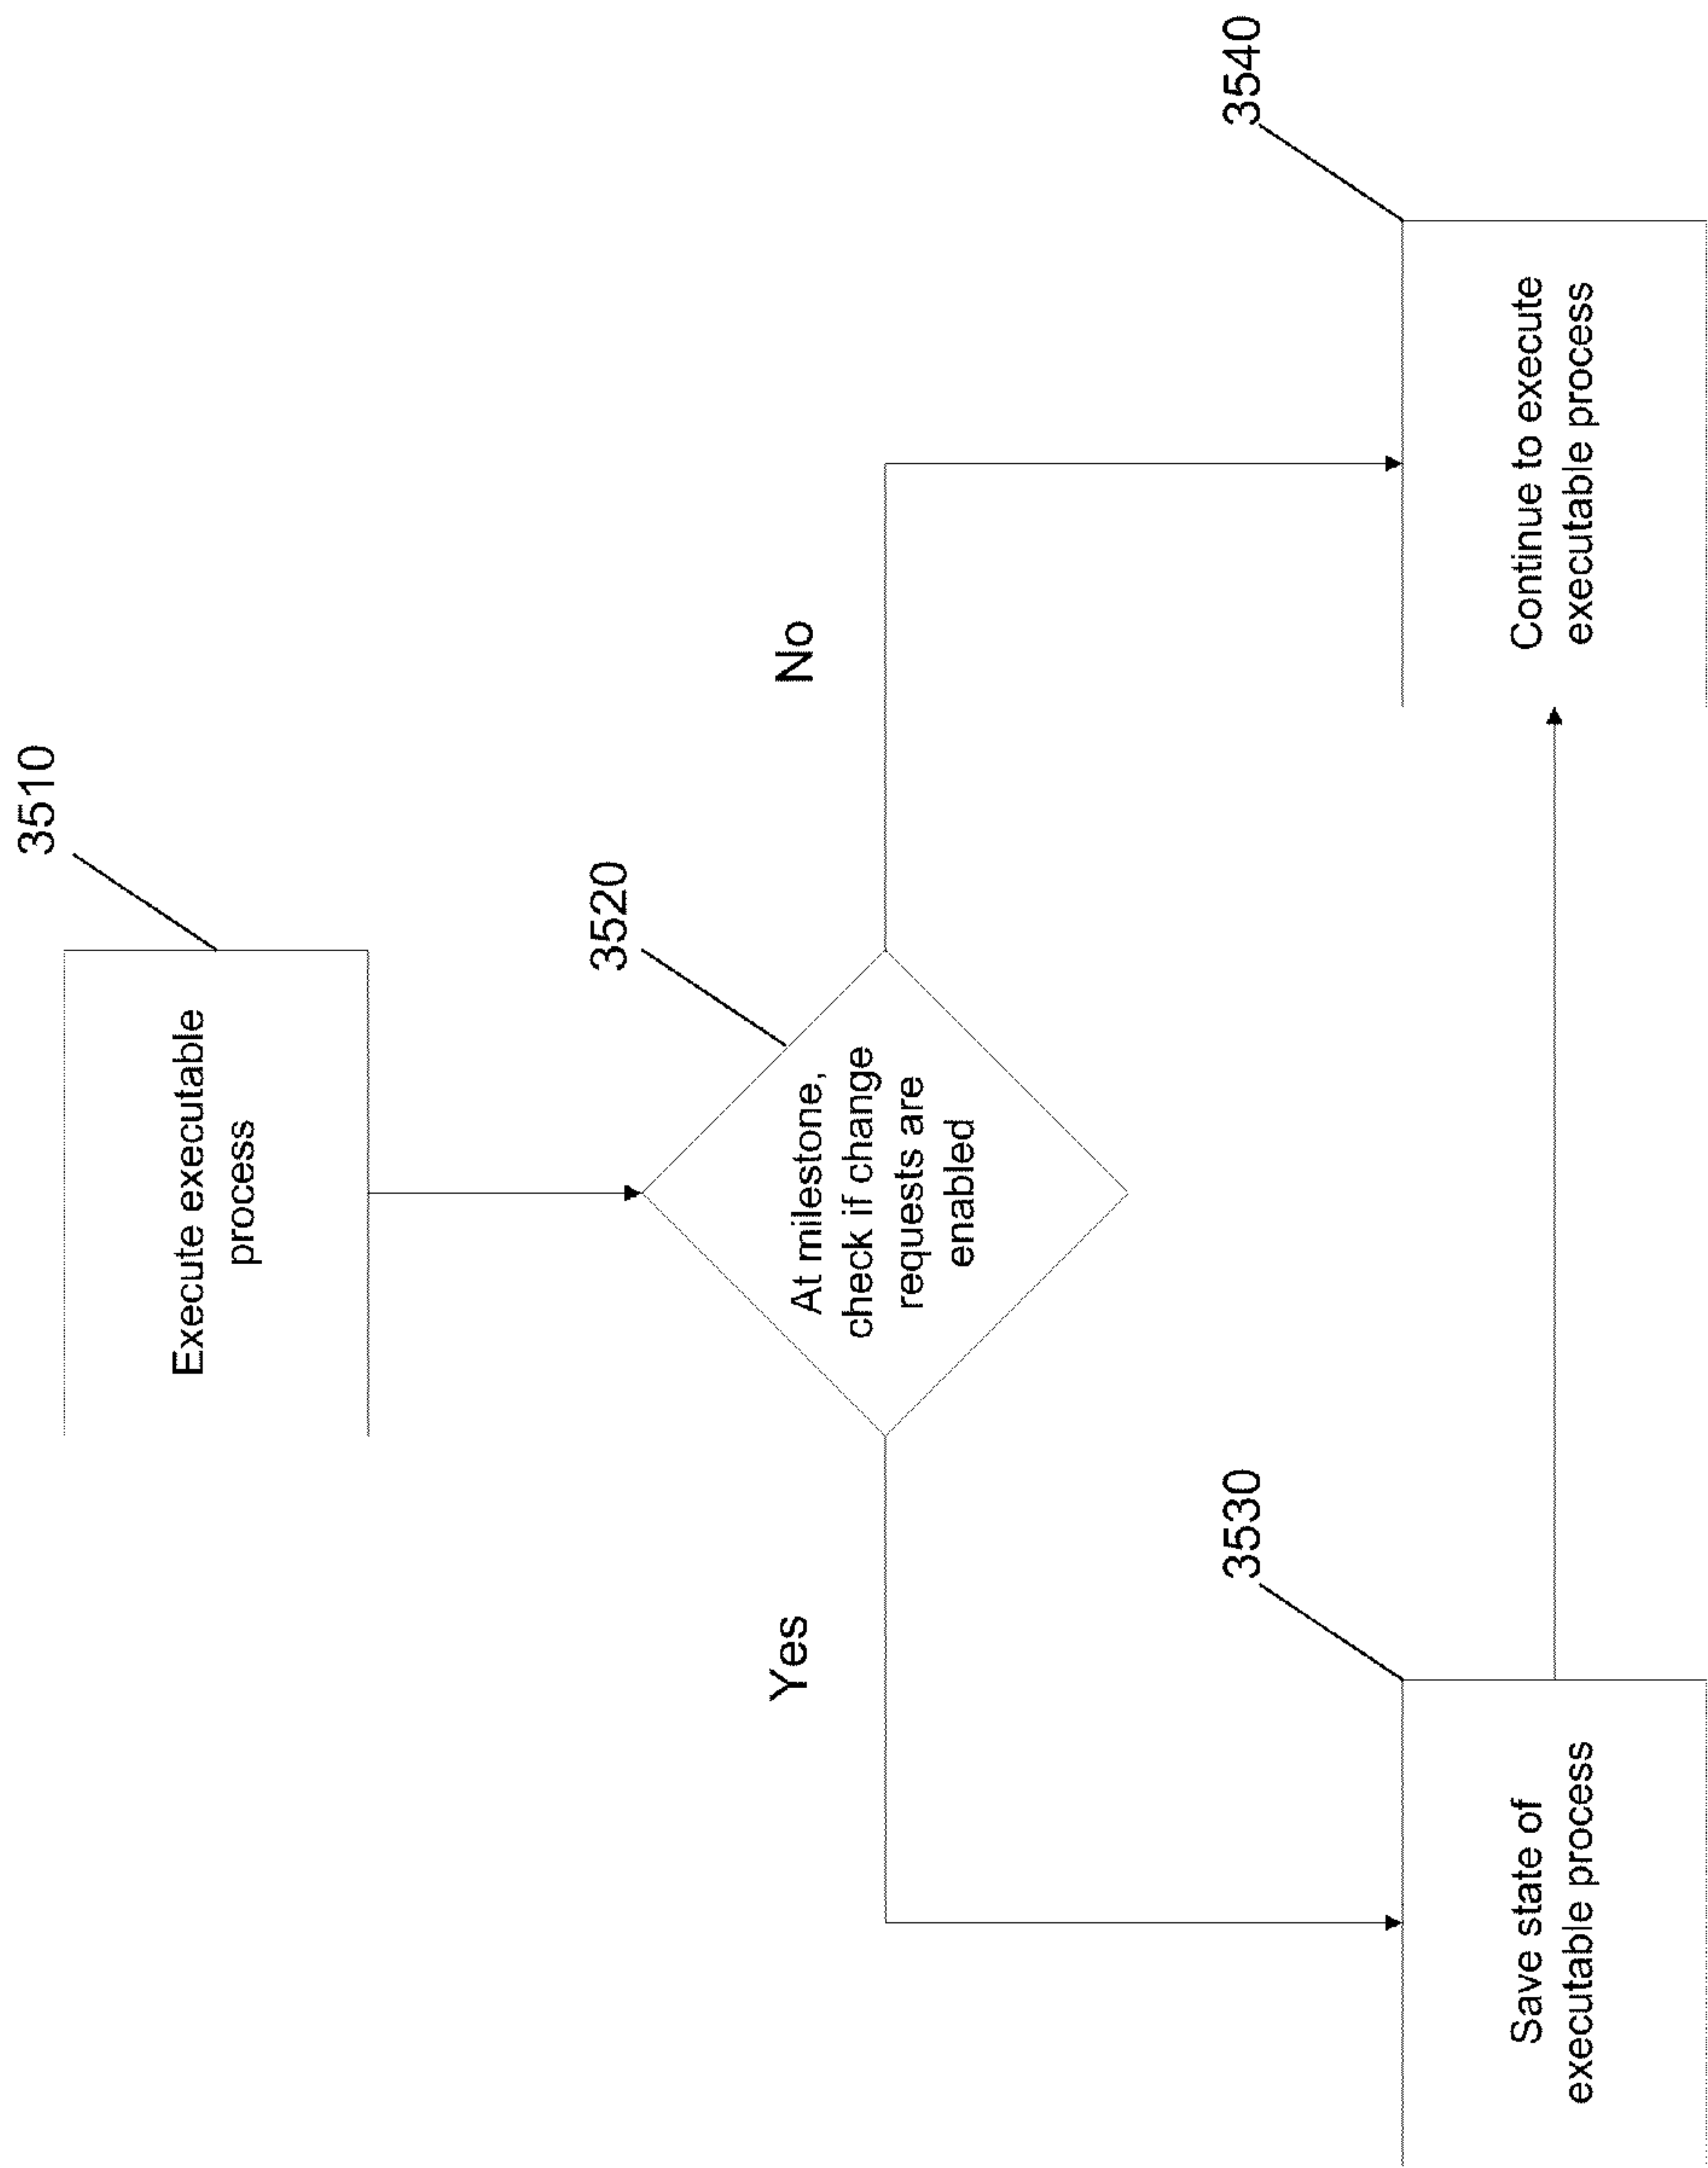 3510
Execute executable
process
3520
At milestone,
check if change
requests are
enabled
Yes
No
3530
Save state of
executable process
3540
Continue to execute
executable process